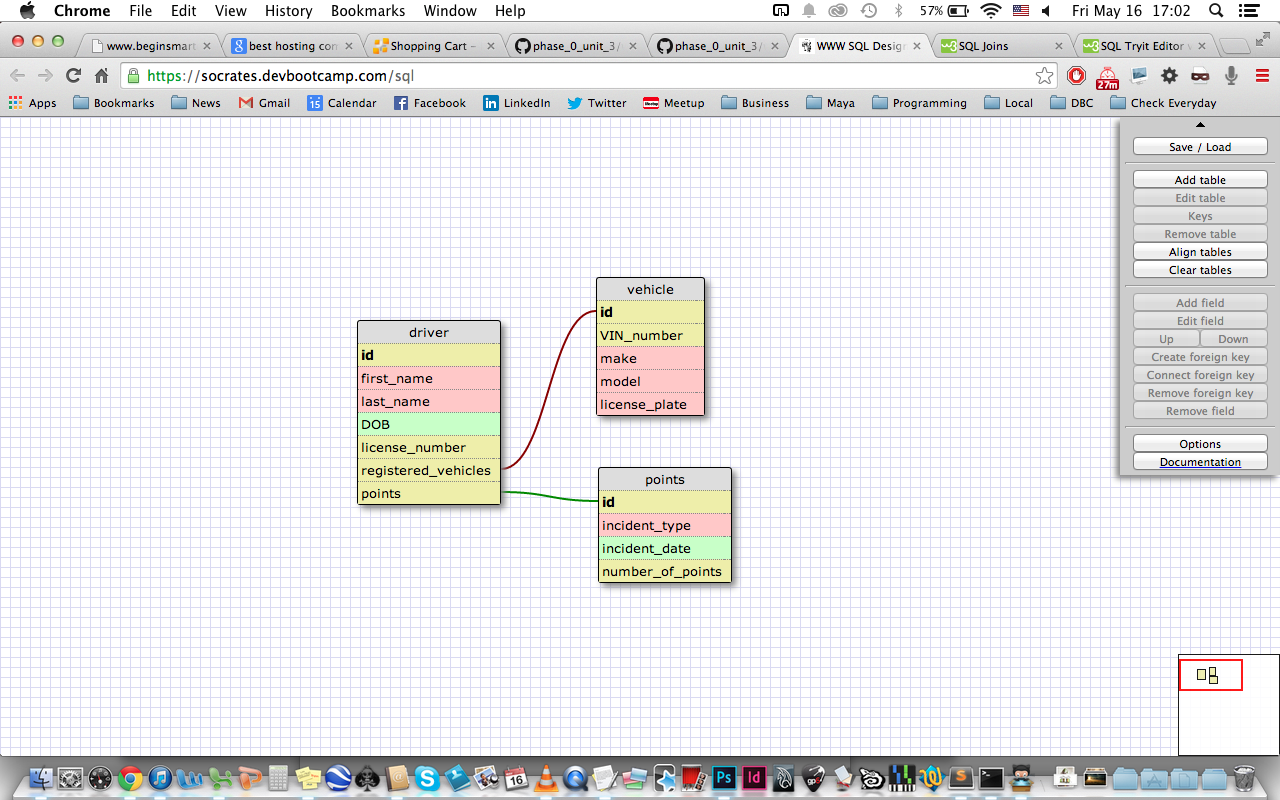 Chrome File Edit View History Bookmarks Window Help 57% Fri May 16 17:02
www.beginsmart best hosting con Shopping Cart – phase_0_unit_3/ phase_0_unit_3/ WWW SQL Design SQL Joins SQL Tryit Editor v
https://socrates.devbootcamp.com/sql 27m
Apps Bookmarks News Gmail 15 Calendar Facebook LinkedIn Twitter Meetup Meetup Business Maya Programming Local DBC Check Everyday
Save / Load
Add table
Edit table
Keys
Remove table
Align tables
Clear tables
Add field
Edit field
Up Down
Create foreign key
Connect foreign key
Remove foreign key
Remove field
Options
Documentation
driver
id
first_name
last_name
DOB
license_number
registered_vehicles
points
vehicle
id
VIN_number
make
model
license_plate
points
id
incident_type
incident_date
number_of_points
16 Ps Id S